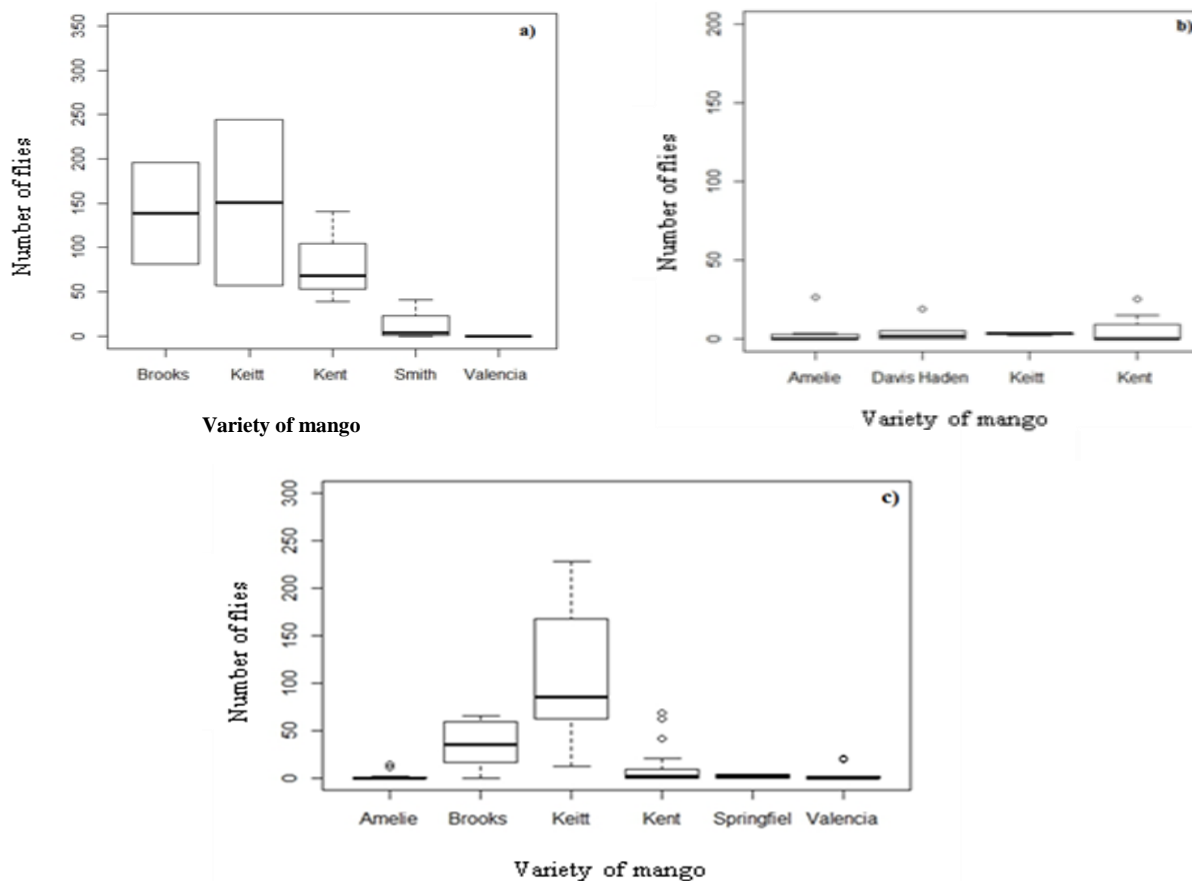 a)
Number of flies
350
300
250
200
150
100
50
0
Brooks Keitt Kent Smith Valencia
Variety of mango
b)
Number of flies
200
150
100
50
0
Amelie Davis Haden Keitt Kent
Variety of mango
c)
Number of flies
300
250
200
150
100
50
0
Amelie Brooks Keitt Kent Springfiel Valencia
Variety of mango